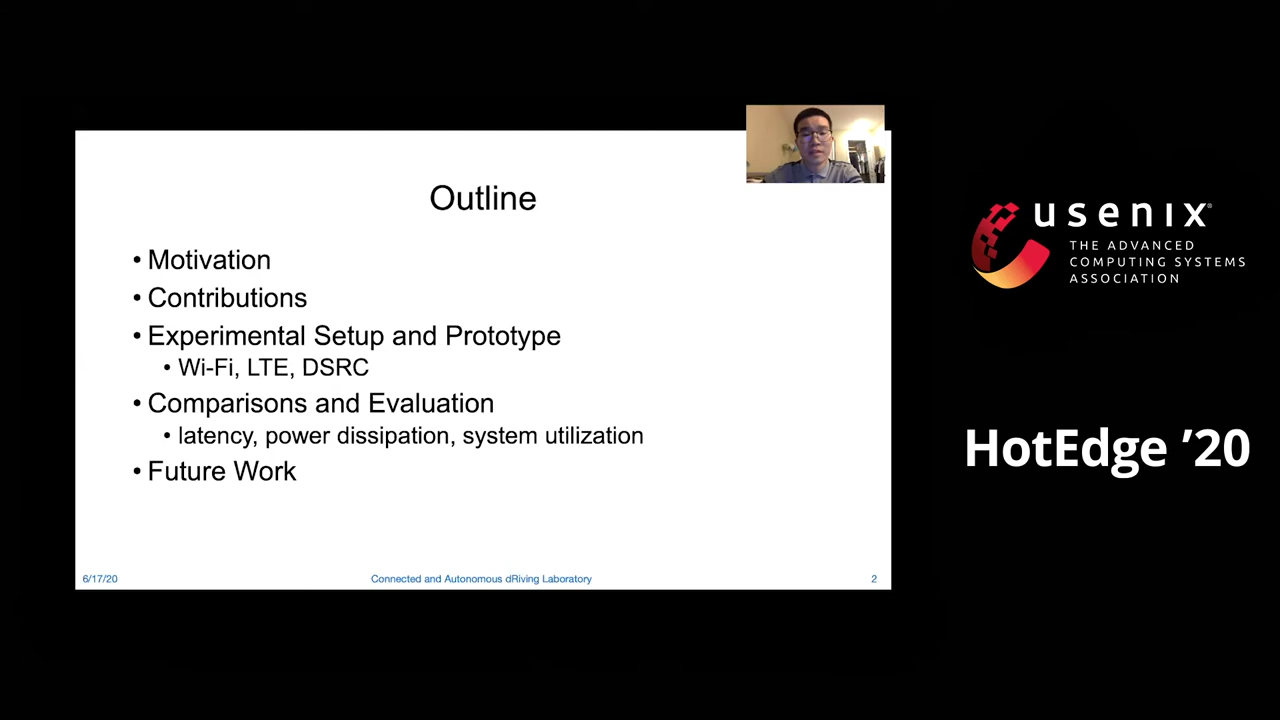 Outline
• Motivation
• Contributions
• Experimental Setup and Prototype
• Wi-Fi, LTE, DSRC
• Comparisons and Evaluation
• latency, power dissipation, system utilization
• Future Work
6/17/20
Connected and Autonomous dRiving Laboratory
2
usenix®
THE ADVANCED
COMPUTING SYSTEMS
ASSOCIATION
HotEdge ’20